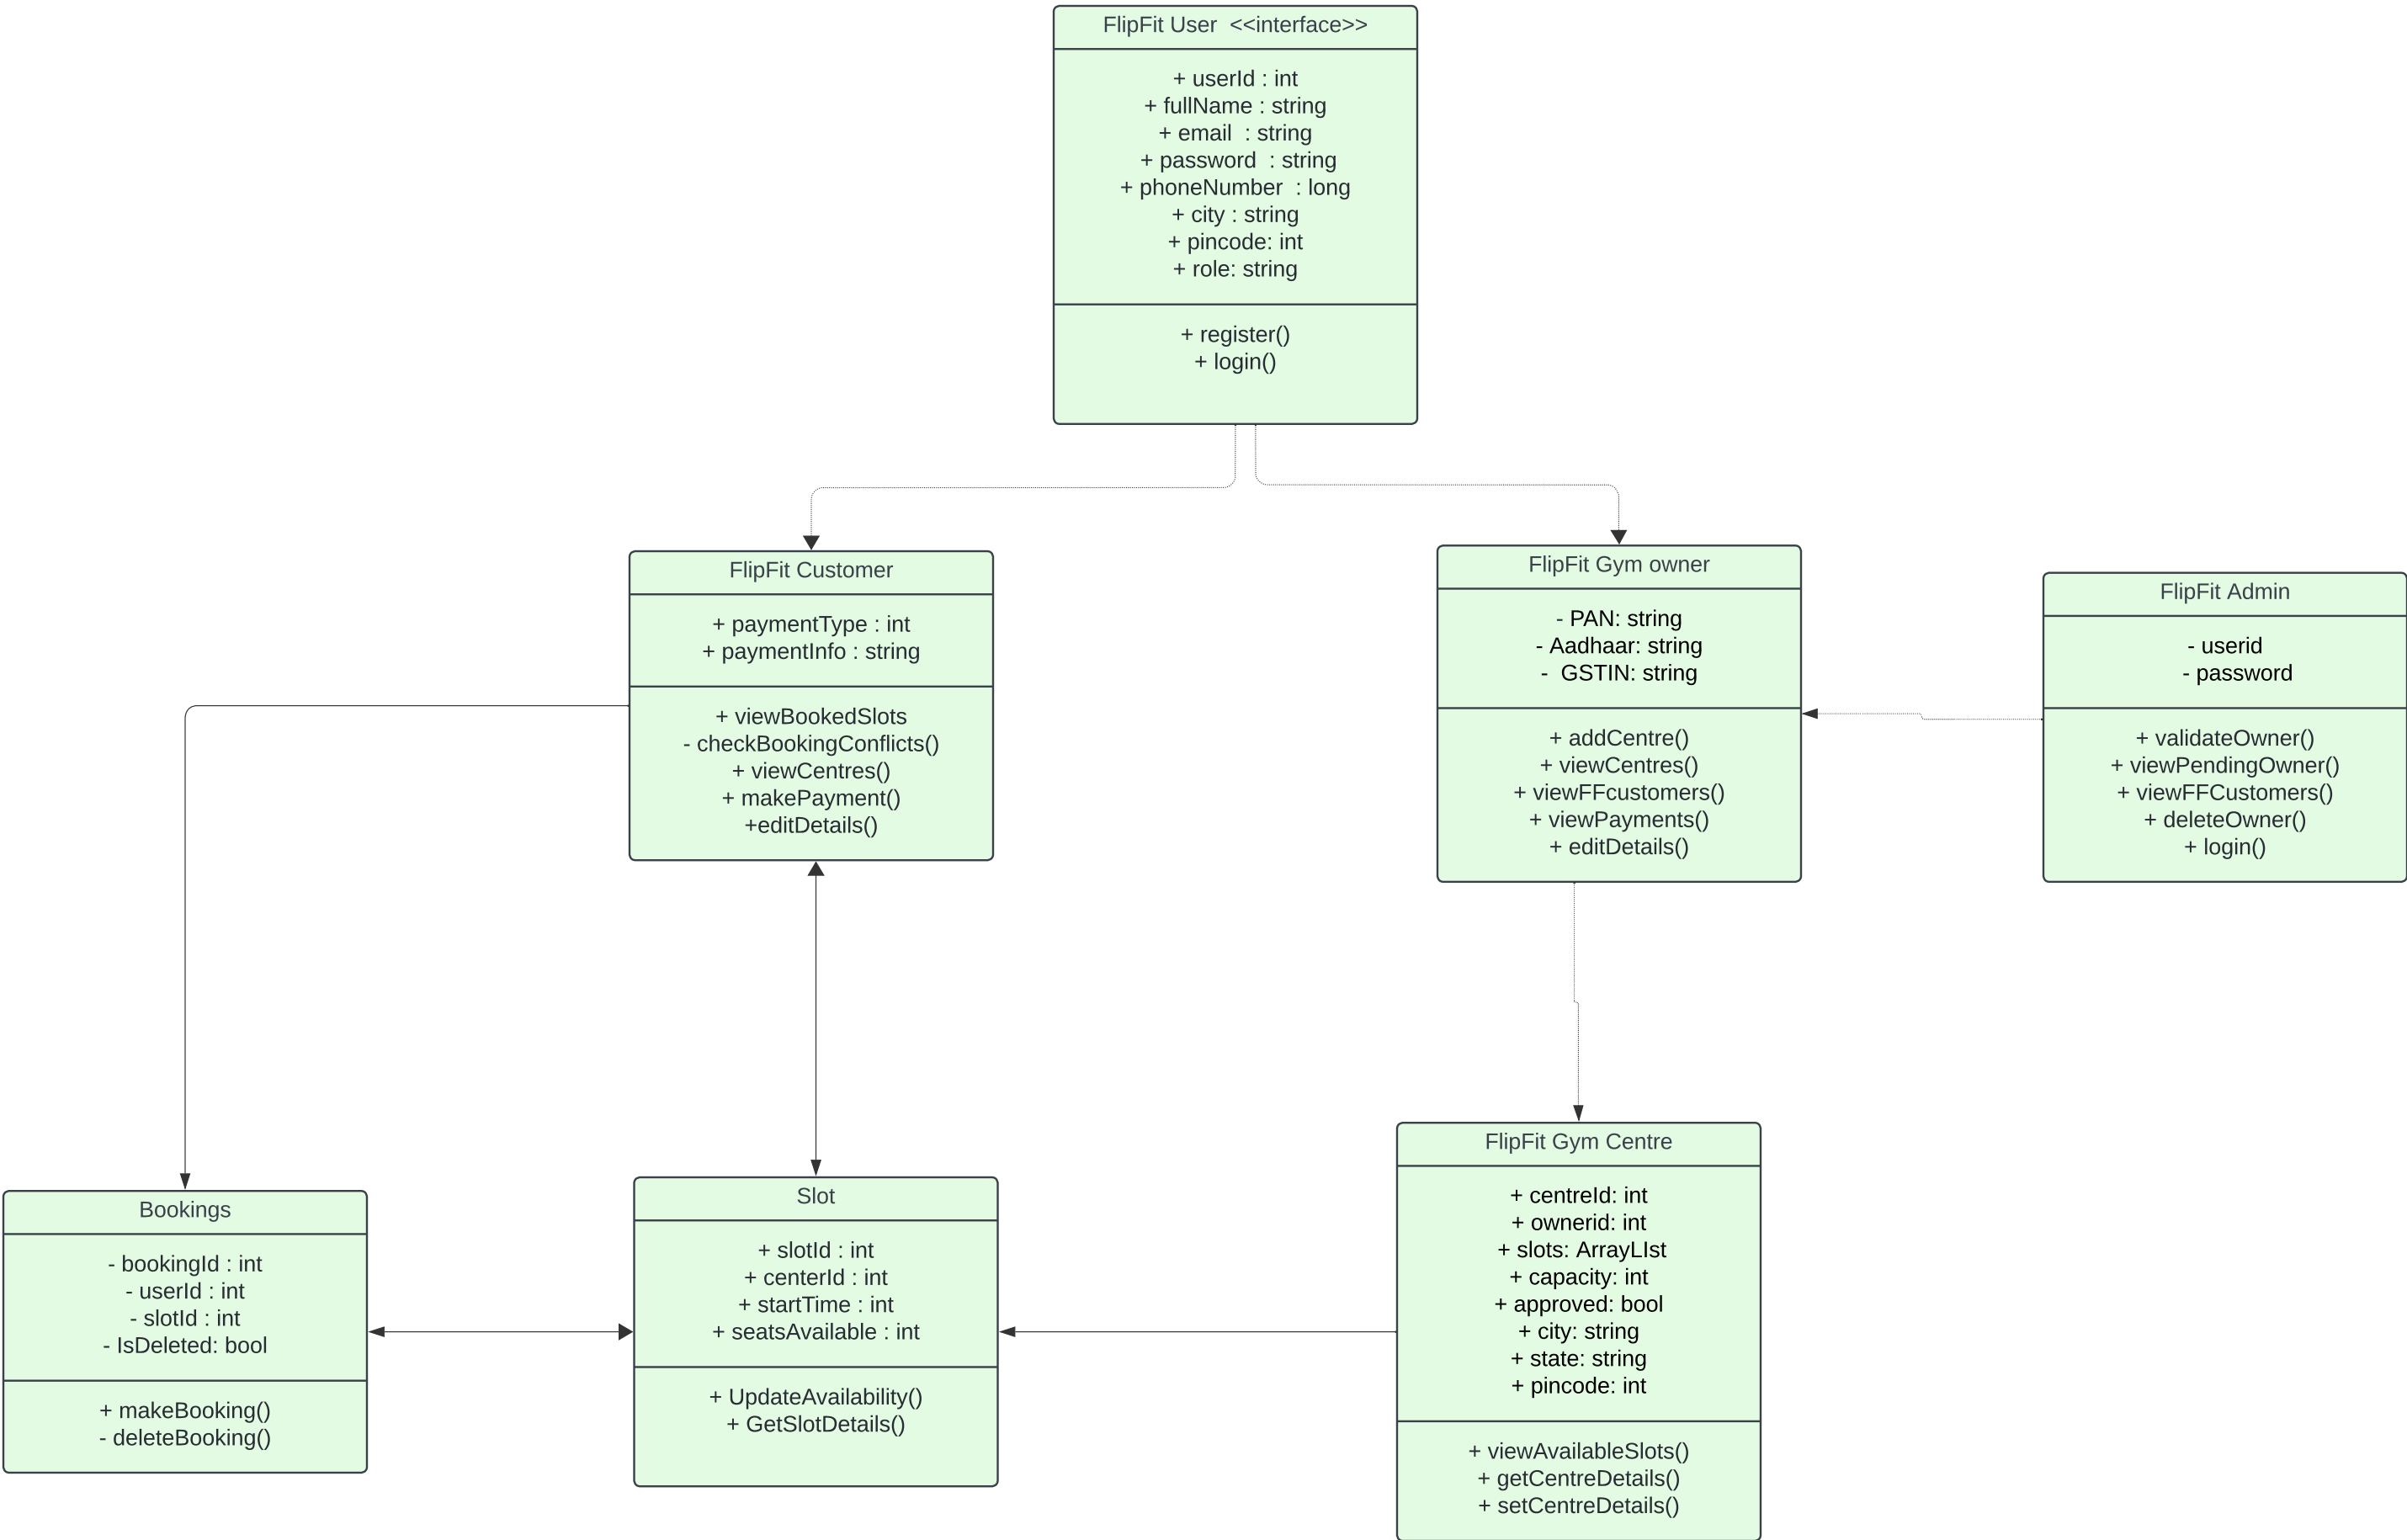 FlipFit User  <<interface>>
+ userId : int
+ fullName : string
+ email  : string
+ password  : string
+ phoneNumber  : long
+ city : string
+ pincode: int
+ role: string
+ register()
+ login()
FlipFit Customer
+ paymentType : int
+ paymentInfo : string
+ viewBookedSlots
- checkBookingConflicts()
+ viewCentres()
+ makePayment()
+editDetails()
FlipFit Gym owner
- PAN: string
- Aadhaar: string
-  GSTIN: string
+ addCentre()
+ viewCentres()
+ viewFFcustomers()
+ viewPayments()
+ editDetails()
FlipFit Admin
- userid
- password
+ validateOwner()
+ viewPendingOwner()
+ viewFFCustomers()
+ deleteOwner()
+ login()
Bookings
- bookingId : int
- userId : int
- slotId : int
- IsDeleted: bool
+ makeBooking()
- deleteBooking()
Slot
+ slotId : int
+ centerId : int
+ startTime : int
+ seatsAvailable : int
+ UpdateAvailability()
+ GetSlotDetails()
FlipFit Gym Centre
+ centreId: int
+ ownerid: int
+ slots: ArrayLIst
+ capacity: int
+ approved: bool
+ city: string
+ state: string
+ pincode: int
+ viewAvailableSlots()
+ getCentreDetails()
+ setCentreDetails()